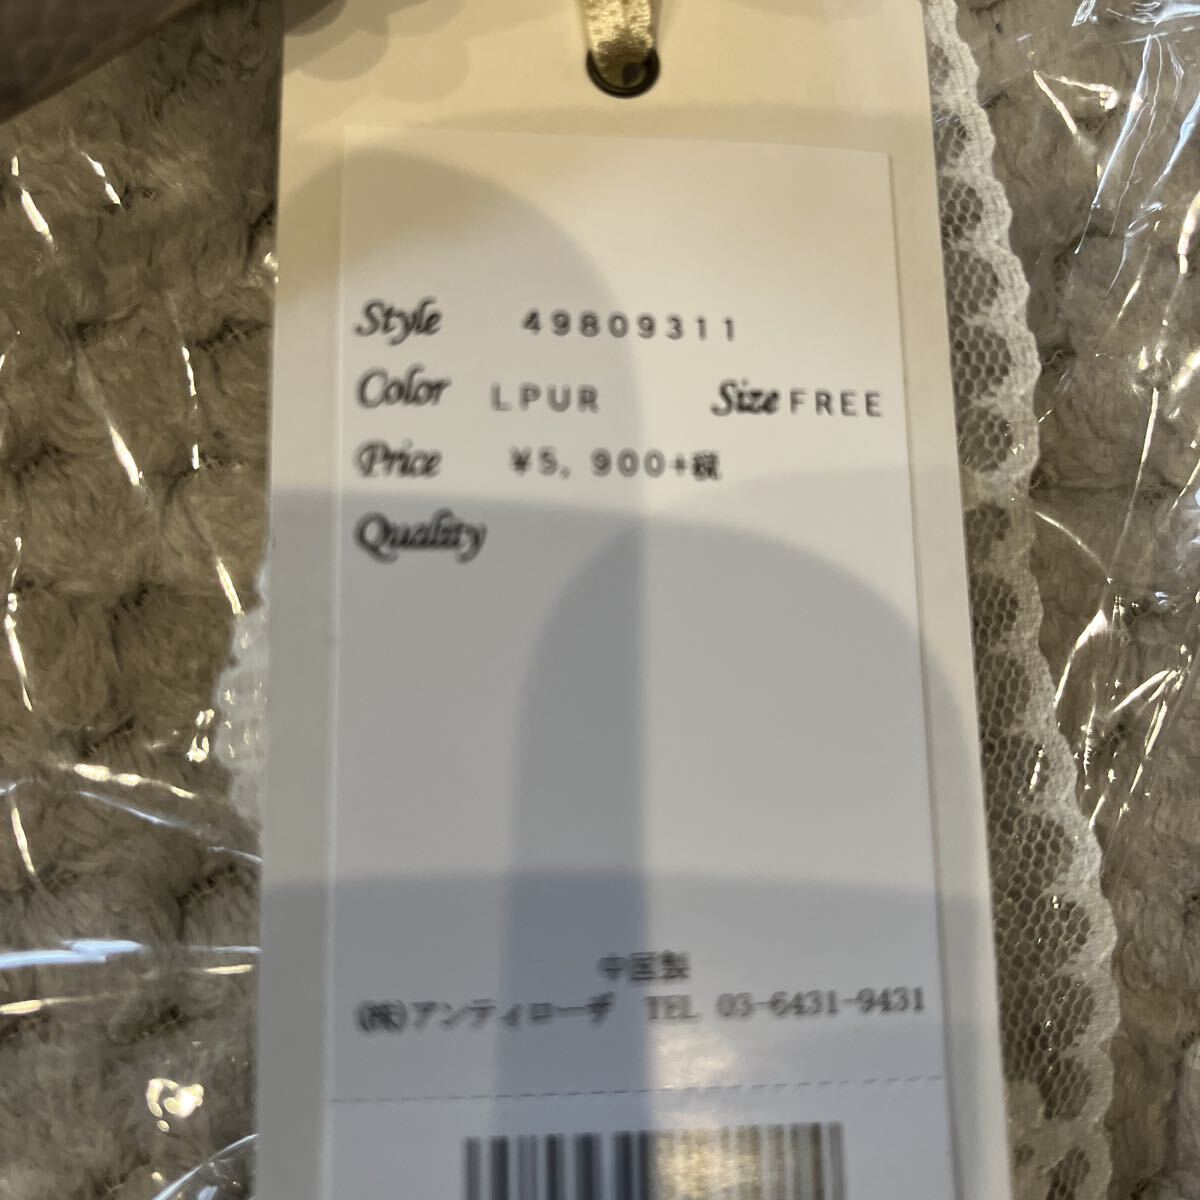 Style 49809311
Color LPUR Size FREE
Price ¥5, 900+税
Quality
中国製
(株)アンティローザ TEL 03-6431-9431